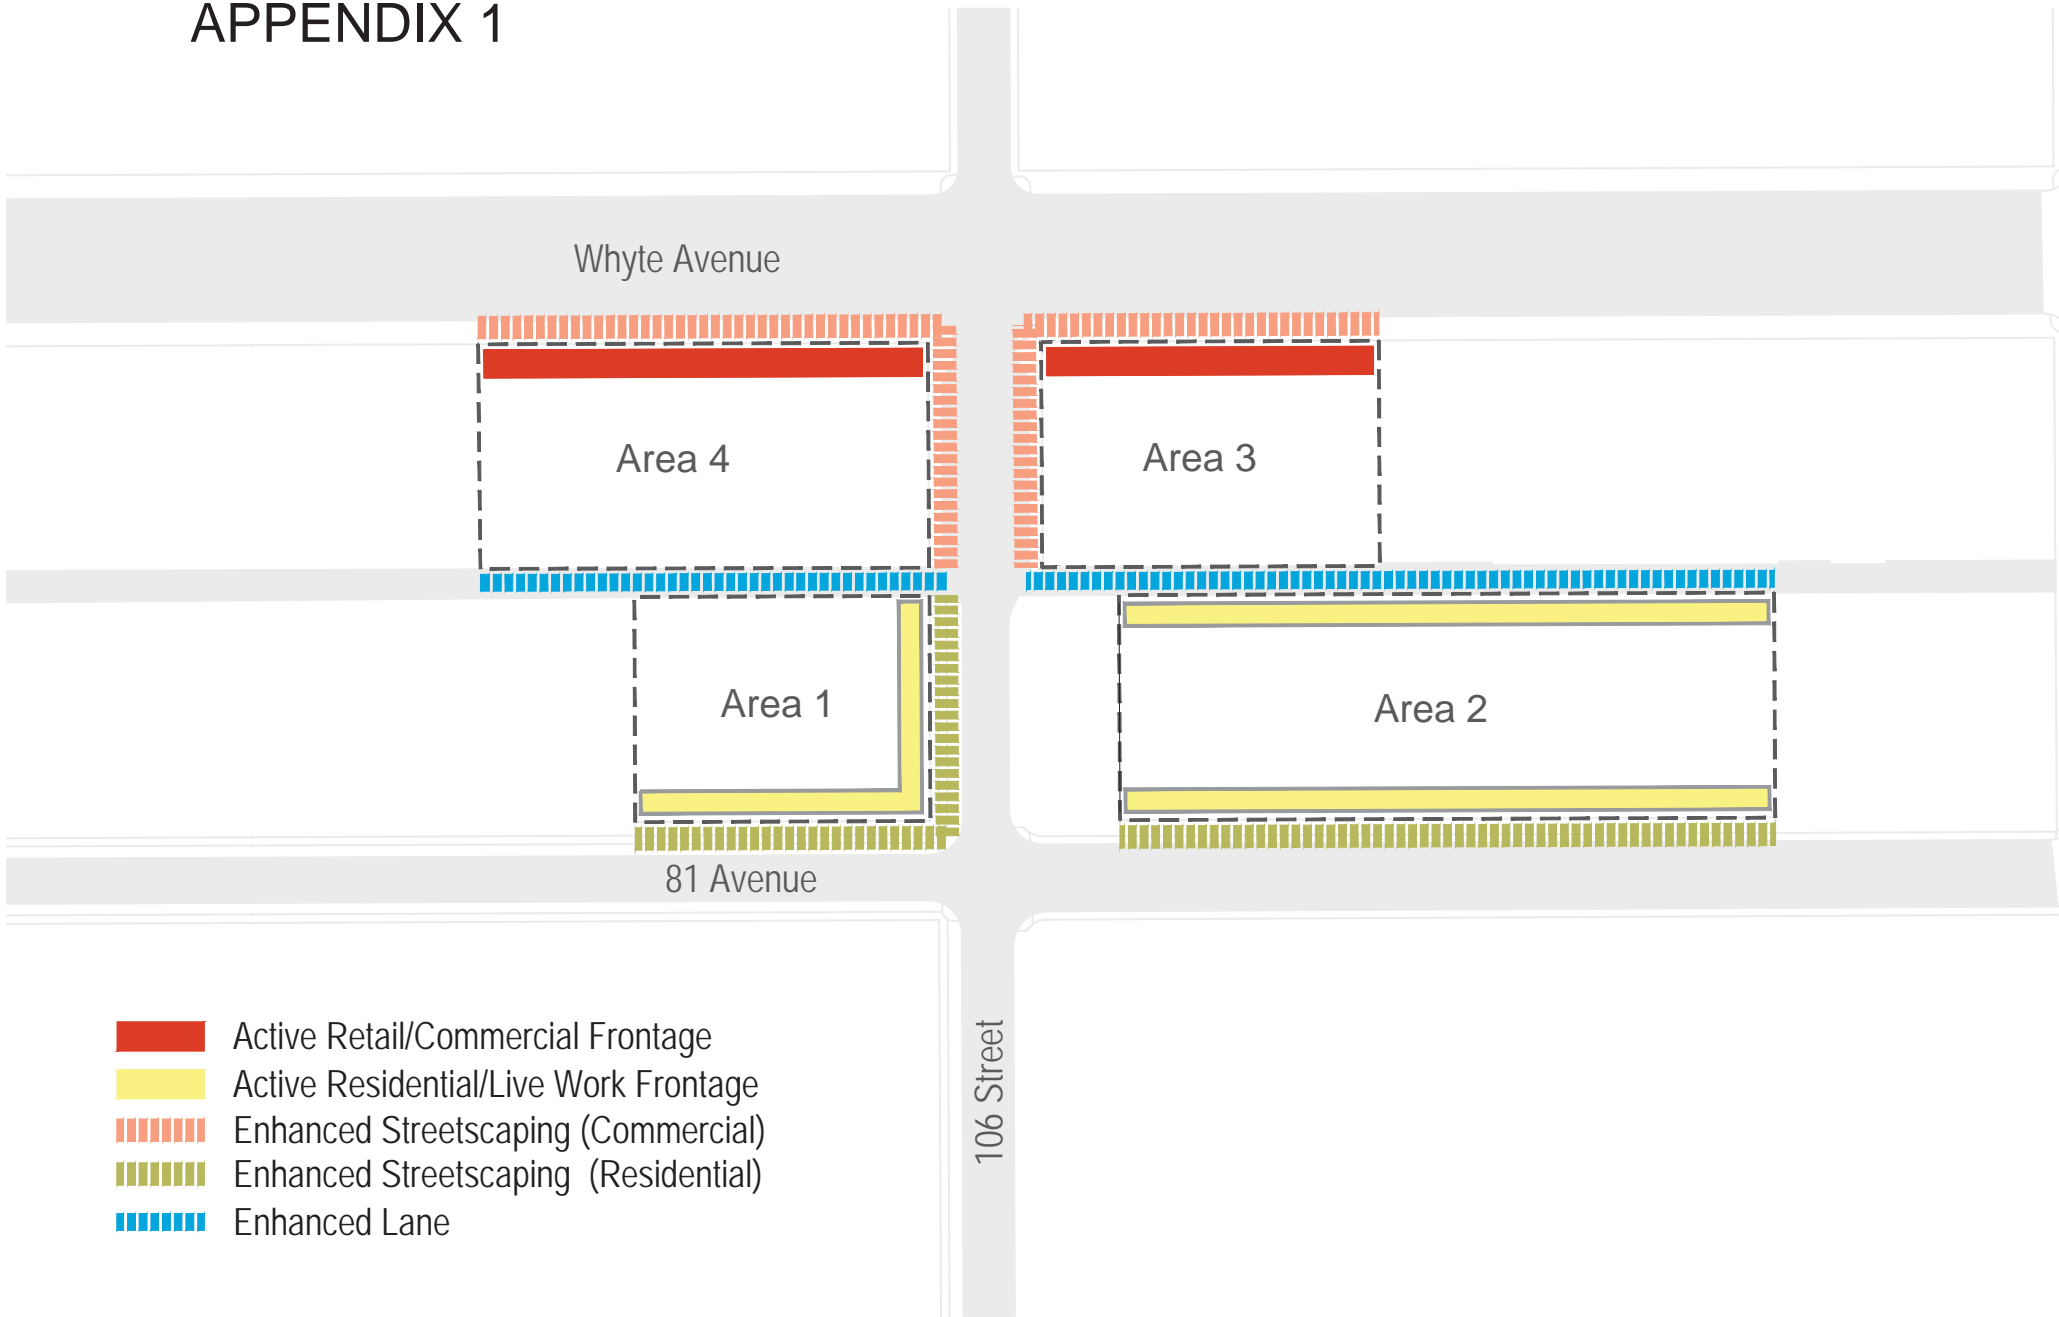 APPENDIX 1
Whyte Avenue
Area 4
Area 3
Area 1
Area 2
81 Avenue
106 Street
Active Retail/Commercial Frontage
Active Residential/Live Work Frontage
Enhanced Streetscaping (Commercial)
Enhanced Streetscaping (Residential)
Enhanced Lane